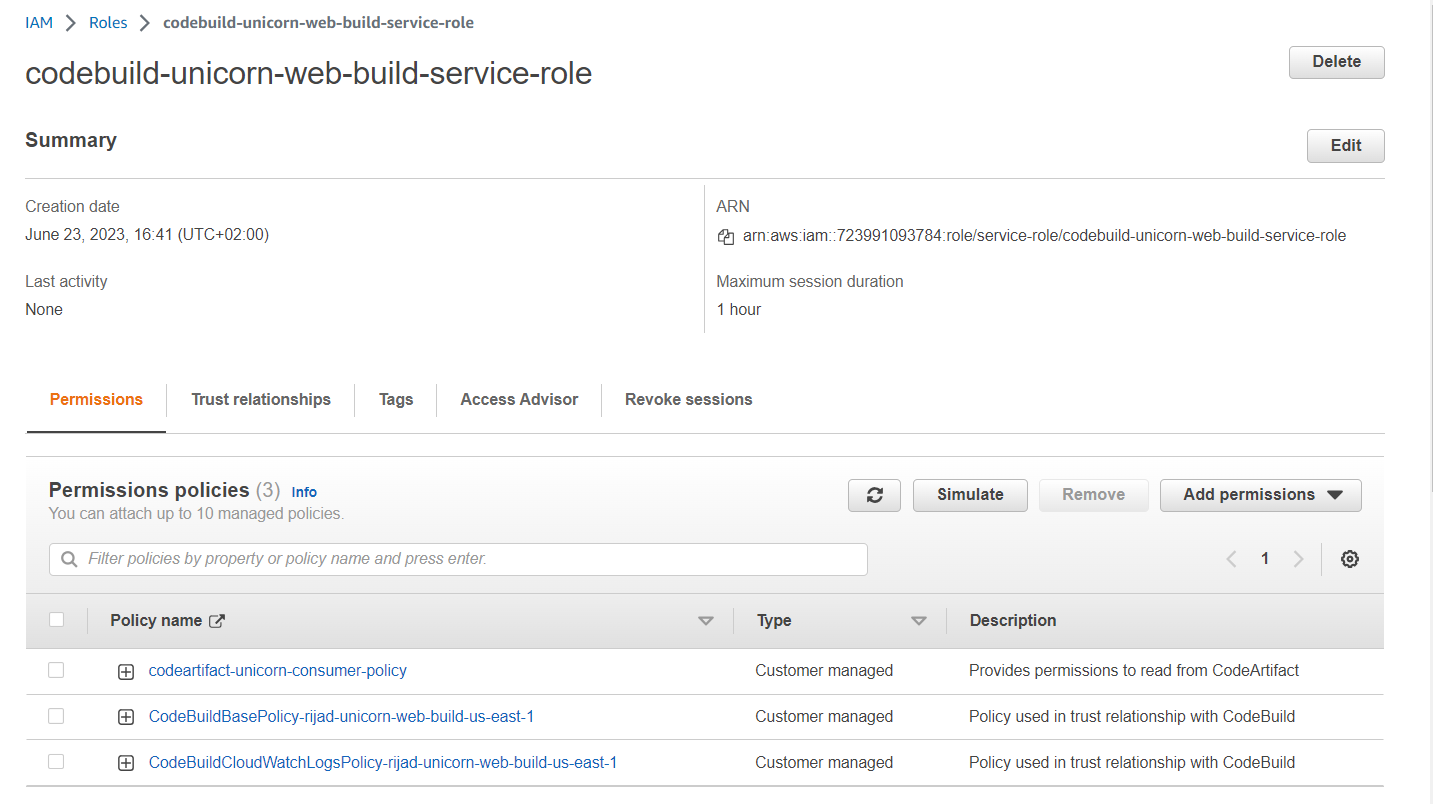 IAM > Roles > codebuild-unicorn-web-build-service-role
codebuild-unicorn-web-build-service-role
Delete
Summary
Edit
Creation date
June 23, 2023, 16:41 (UTC+02:00)
ARN
arn:aws:iam::723991093784:role/service-role/codebuild-unicorn-web-build-service-role
Last activity
None
Maximum session duration
1 hour
Permissions Trust relationships Tags Access Advisor Revoke sessions
Permissions policies (3) Info
You can attach up to 10 managed policies.
Simulate Remove Add permissions
Filter policies by property or policy name and press enter.
1
Policy name Type Description
codeartifact-unicorn-consumer-policy Customer managed Provides permissions to read from CodeArtifact
CodeBuildBasePolicy-rijad-unicorn-web-build-us-east-1 Customer managed Policy used in trust relationship with CodeBuild
CodeBuildCloudWatchLogsPolicy-rijad-unicorn-web-build-us-east-1 Customer managed Policy used in trust relationship with CodeBuild